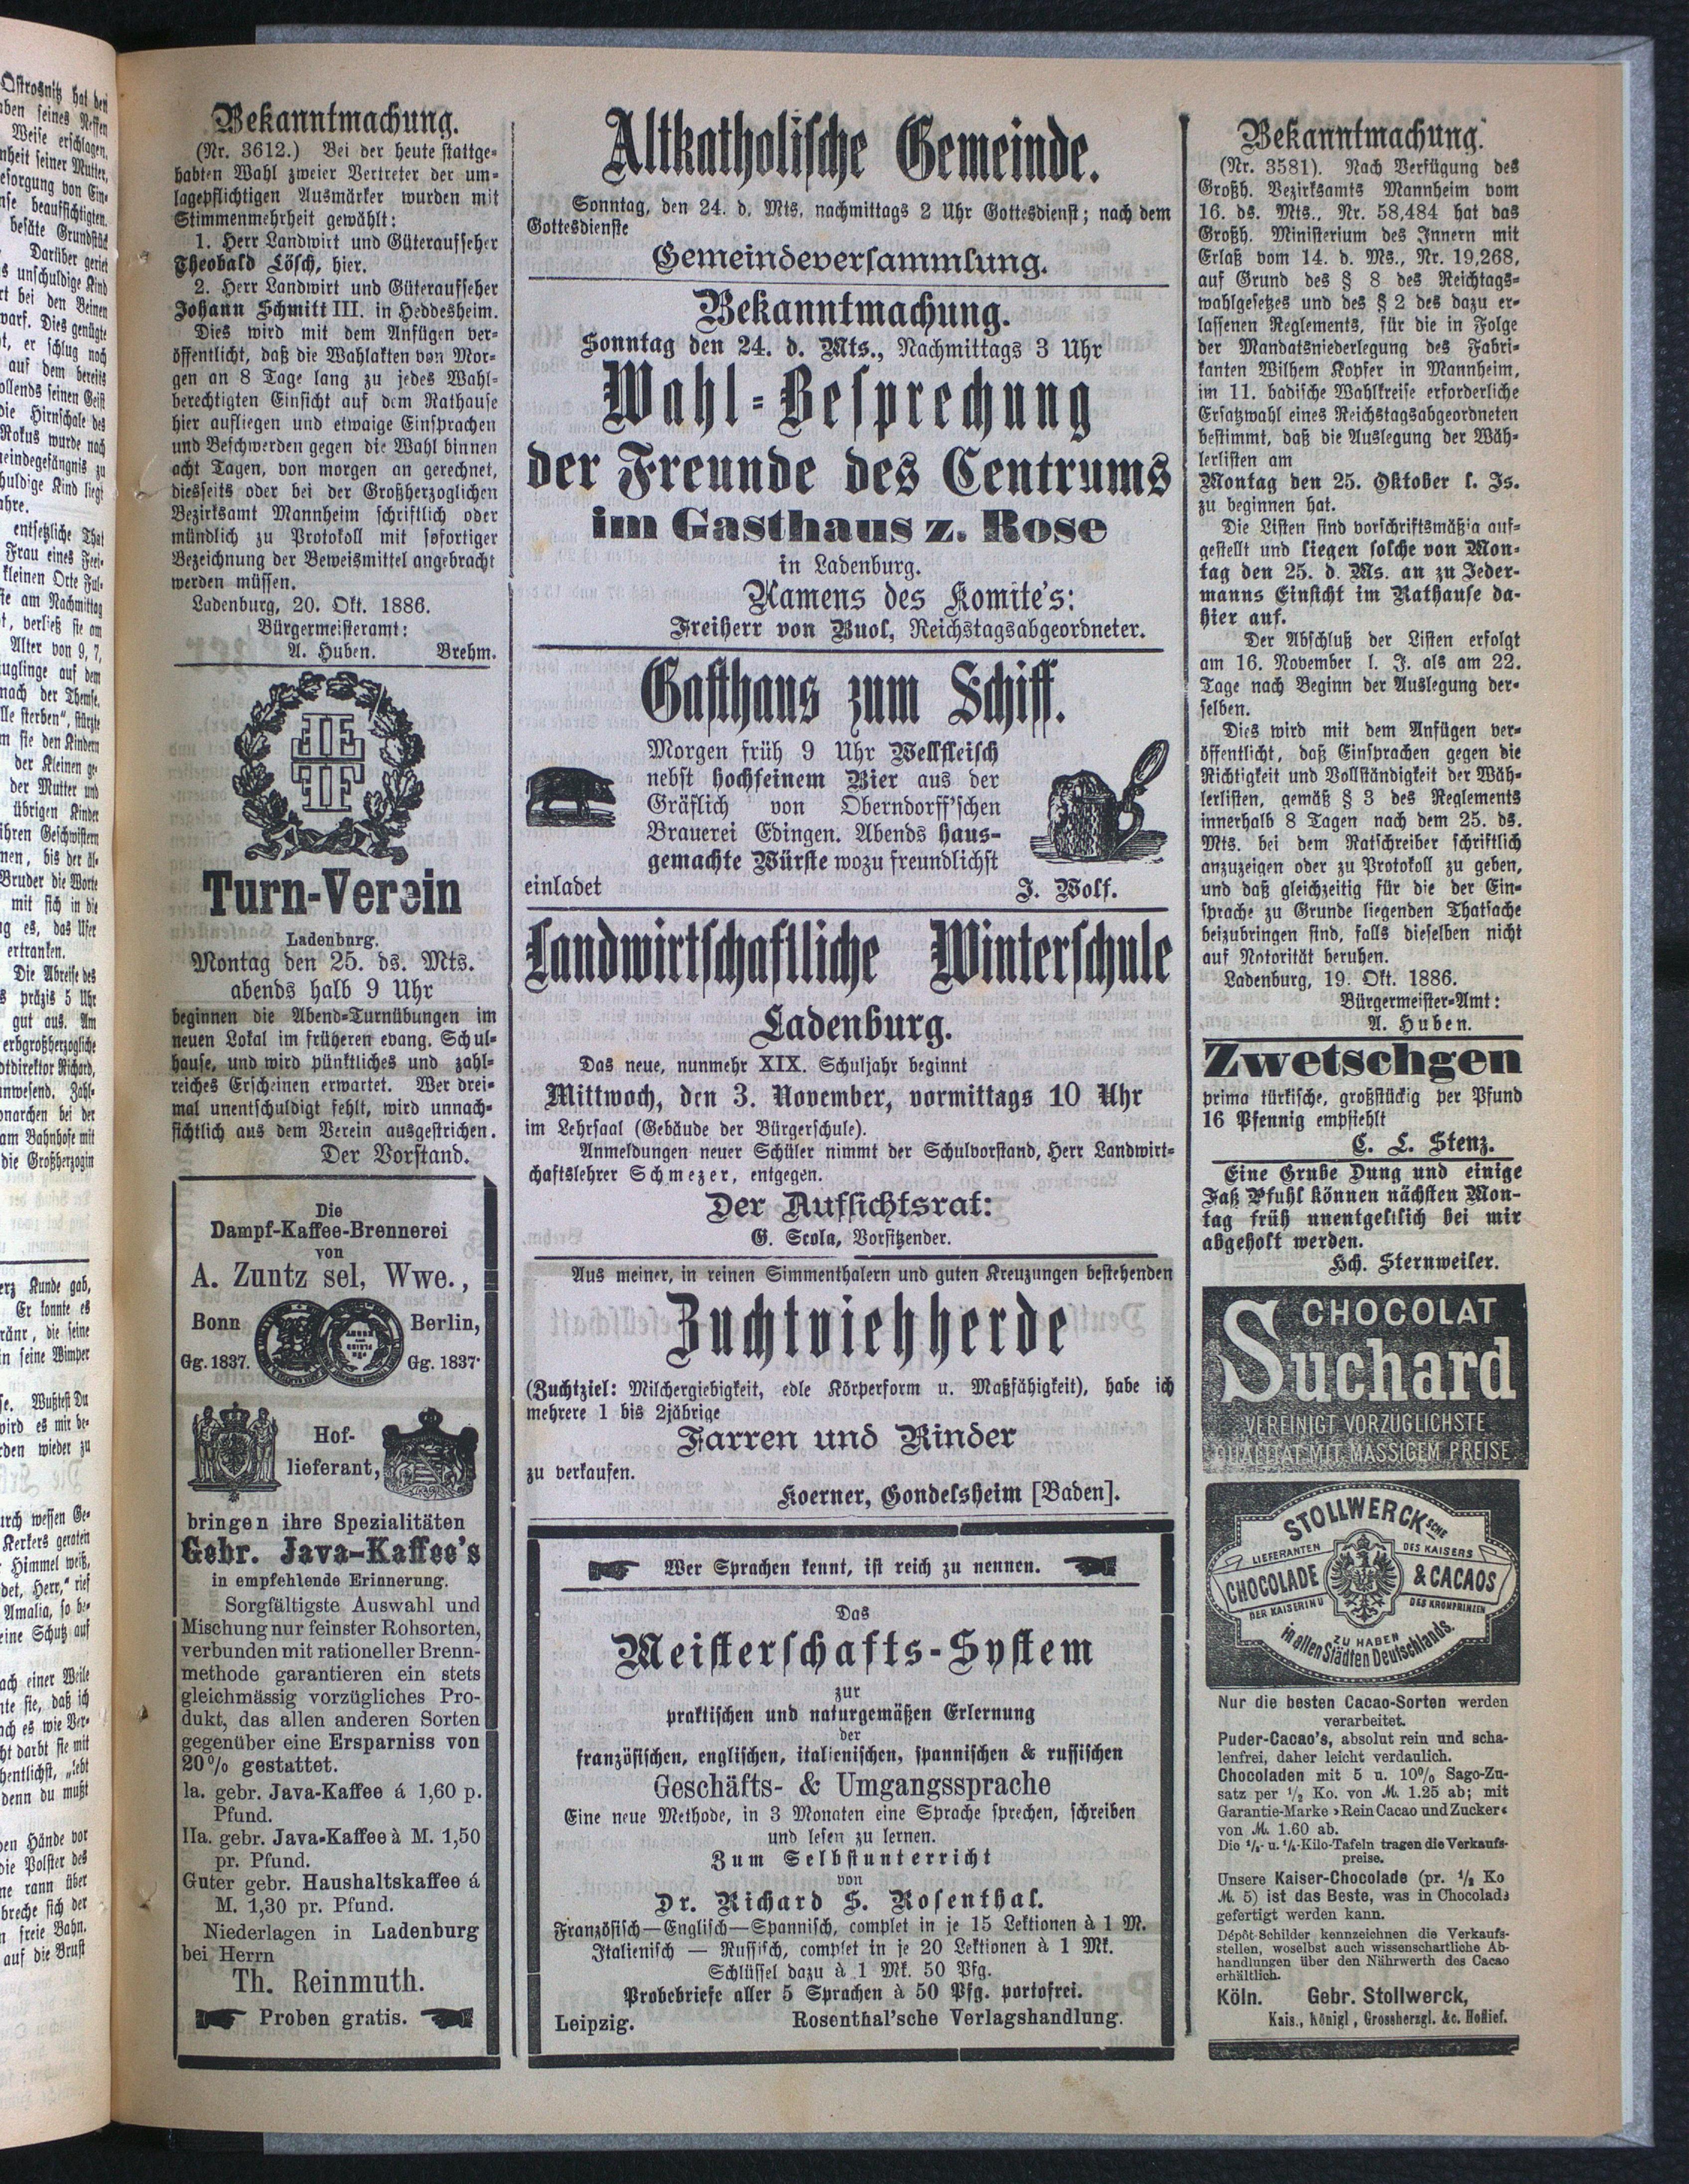 Bekanntmachung.
(Nr. 3612.) Bei der heute stattge-
habten Wahl zweier Vertreter der um-
lagepflichtigen Ausmärker wurden mit
Stimmenmehrheit gewählt:
1. Herr Landwirt und Güteraufseher
Theobald Lösch, hier.
2. Herr Landwirt und Güteraufseher
Johann Schmitt III. in Heddesheim.
Dies wird mit dem Anfügen ver-
öffentlicht, daß die Wahlakten von Mor-
gen an 8 Tage lang zu jedes Wahl-
berechtigten Einsicht auf dem Rathause
hier aufliegen und etwaige Einsprachen
und Beschwerden gegen die Wahl binnen
acht Tagen, von morgen an gerechnet,
diesseits oder bei der Großherzoglichen
Bezirksamt Mannheim schriftlich oder
mündlich zu Protokoll mit sofortiger
Bezeichnung der Beweismittel angebracht
werden müssen.
Ladenburg, 20. Okt. 1886.
Bürgermeisteramt:
A. Huben. Brehm.
Turn-Verein
Ladenburg.
Montag den 25. ds. Mts.
abends halb 9 Uhr
beginnen die Abend-Turnübungen im
neuen Lokal im früheren evang. Schul-
hause, und wird pünktliches und zahl-
reiches Erscheinen erwartet. Wer drei-
mal unentschuldigt fehlt, wird unnach-
sichtlich aus dem Verein ausgestrichen.
Der Vorstand.
Die
Dampf-Kaffee-Brennerei
von
A. Zuntz sel, Wwe.,
Bonn Berlin,
Gg. 1837. Gg. 1837.
Hof-
lieferant,
bringen ihre Spezialitäten
Gebr. Java-Kaffee's
in empfehlende Erinnerung.
Sorgfältigste Auswahl und
Mischung nur feinster Rohsorten,
verbunden mit rationeller Brenn-
methode garantieren ein stets
gleichmässig vorzügliches Pro-
dukt, das allen anderen Sorten
gegenüber eine Ersparniss von
20% gestattet.
Ia. gebr. Java-Kaffee á 1,60 p.
Pfund.
IIa. gebr. Java-Kaffee à M. 1,50
pr. Pfund.
Guter gebr. Haushaltskaffee á
M. 1,30 pr. Pfund.
Niederlagen in Ladenburg
bei Herrn
Th. Reinmuth.
Proben gratis.
Altkatholische Gemeinde.
Sonntag, den 24. d. Mts. nachmittags 2 Uhr Gottesdienst; nach dem
Gottesdienste
Gemeindeversammlung.
Bekanntmachung.
Sonntag den 24. d. Mts., Nachmittags 3 Uhr
Wahl-Besprechung
der Freunde des Centrums
im Gasthaus z. Rose
in Ladenburg.
Namens des Komite's:
Freiherr von Buol, Reichstagsabgeordneter.
Gasthaus zum Schiff.
Morgen früh 9 Uhr Wellfleisch
nebst hochfeinem Bier aus der
Gräflich von Oberndorff'schen
Brauerei Edingen. Abends haus-
gemachte Würste wozu freundlichst
einladet J. Wolf.
Landwirtschaftliche Winterschule
Ladenburg.
Das neue, nunmehr XIX. Schuljahr beginnt
Mittwoch, den 3. November, vormittags 10 Uhr
im Lehrsaal (Gebäude der Bürgerschule).
Anmeldungen neuer Schüler nimmt der Schulvorstand, Herr Landwirt-
chaftslehrer Schmezer, entgegen.
Der Aufsichtsrat:
G. Scola, Vorsitzender.
Aus meiner, in reinen Simmenthalern und guten Kreuzungen bestehenden
Zuchtviehherde
(Zuchtziel: Milchergiebigkeit, edle Körperform u. Maßfähigkeit), habe ich
mehrere 1 bis 2jährige
Farren und Rinder
zu verkaufen.
Koerner, Gondelsheim [Baden].
Wer Sprachen kennt, ist reich zu nennen.
Das
Meisterschafts-System
zur
praktischen und naturgemäßen Erlernung
der
französischen, englischen, italienischen, spannischen & russischen
Geschäfts- & Umgangssprache
Eine neue Methode, in 3 Monaten eine Sprache sprechen, schreiben
und lesen zu lernen.
Zum Selbstunterricht
von
Dr. Richard S. Rosenthal.
Französisch—Englisch—Spannisch, complet in je 15 Lektionen à 1 M.
Italienisch — Russisch, complet in je 20 Lektionen à 1 Mk.
Schlüssel dazu à 1 Mk. 50 Pfg.
Probebriefe aller 5 Sprachen à 50 Pfg. portofrei.
Leipzig. Rosenthal'sche Verlagshandlung.
Bekanntmachung.
(Nr. 3581). Nach Verfügung des
Großh. Bezirksamts Mannheim vom
16. ds. Mts., Nr. 58,484 hat das
Großh. Ministerium des Innern mit
Erlaß vom 14. d. Ms., Nr. 19,268,
auf Grund des § 8 des Reichtags-
wahlgesetzes und des § 2 des dazu er-
lassenen Reglements, für die in Folge
der Mandatsniederlegung des Fabri-
kanten Wilhem Kopfer in Mannheim,
im 11. badische Wahlkreise erforderliche
Ersatzwahl eines Reichstagsabgeordneten
bestimmt, daß die Auslegung der Wäh-
lerlisten am
Montag den 25. Oktober l. Js.
zu beginnen hat.
Die Listen sind vorschriftsmäßig auf-
gestellt und liegen solche von Mon-
tag den 25. d. Ms. an zu Jeder-
manns Einsicht im Rathause da-
hier auf.
Der Abschluß der Listen erfolgt
am 16. November l. J. als am 22.
Tage nach Beginn der Auslegung der-
selben.
Dies wird mit dem Anfügen ver-
öffentlicht, daß Einsprachen gegen die
Richtigkeit und Vollständigkeit der Wäh-
lerlisten, gemäß § 3 des Reglements
innerhalb 8 Tagen nach dem 25. ds.
Mts. bei dem Ratschreiber schriftlich
anzuzeigen oder zu Protokoll zu geben,
und daß gleichzeitig für die der Ein-
sprache zu Grunde liegenden Thatsache
beizubringen sind, falls dieselben nicht
auf Notorität beruhen.
Ladenburg, 19. Okt. 1886.
Bürgermeister-Amt:
A. Huben.
Zwetschgen
prima türkische, großstückig per Pfund
16 Pfennig empfiehlt
C. L. Stenz.
Eine Grube Dung und einige
Faß Pfuhl können nächsten Mon-
tag früh unentgeltlich bei mir
abgeholt werden.
Hch. Sternweiler.
CHOCOLAT
Suchard
VEREINIGT VORZÜGLICHSTE
QUALITÄT MIT MÄSSIGEM PREISE
STOLLWERCK'SCHE
LIEFERANTEN DES KAISERS
CHOCOLADE & CACAOS
DER KAISERIN U DES KRONPRINZEN
ZU HABEN
in allen Städten Deutschlands.
Nur die besten Cacao-Sorten werden
verarbeitet.
Puder-Cacao's, absolut rein und scha-
lenfrei, daher leicht verdaulich.
Chocoladen mit 5 u. 10% Sago-Zu-
satz per ½ Ko. von M. 1.25 ab; mit
Garantie-Marke »Rein Cacao und Zucker«
von M. 1.60 ab.
Die ½- u. ¼-Kilo-Tafeln tragen die Verkaufs-
preise.
Unsere Kaiser-Chocolade (pr. ½ Ko
M. 5) ist das Beste, was in Chocolade
gefertigt werden kann.
Dépôt-Schilder kennzeichnen die Verkaufs-
stellen, woselbst auch wissenschaftliche Ab-
handlungen über den Nährwerth des Cacao
erhältlich.
Köln. Gebr. Stollwerck,
Kais., Königl, Grossherzgl. &c. Hoflief.